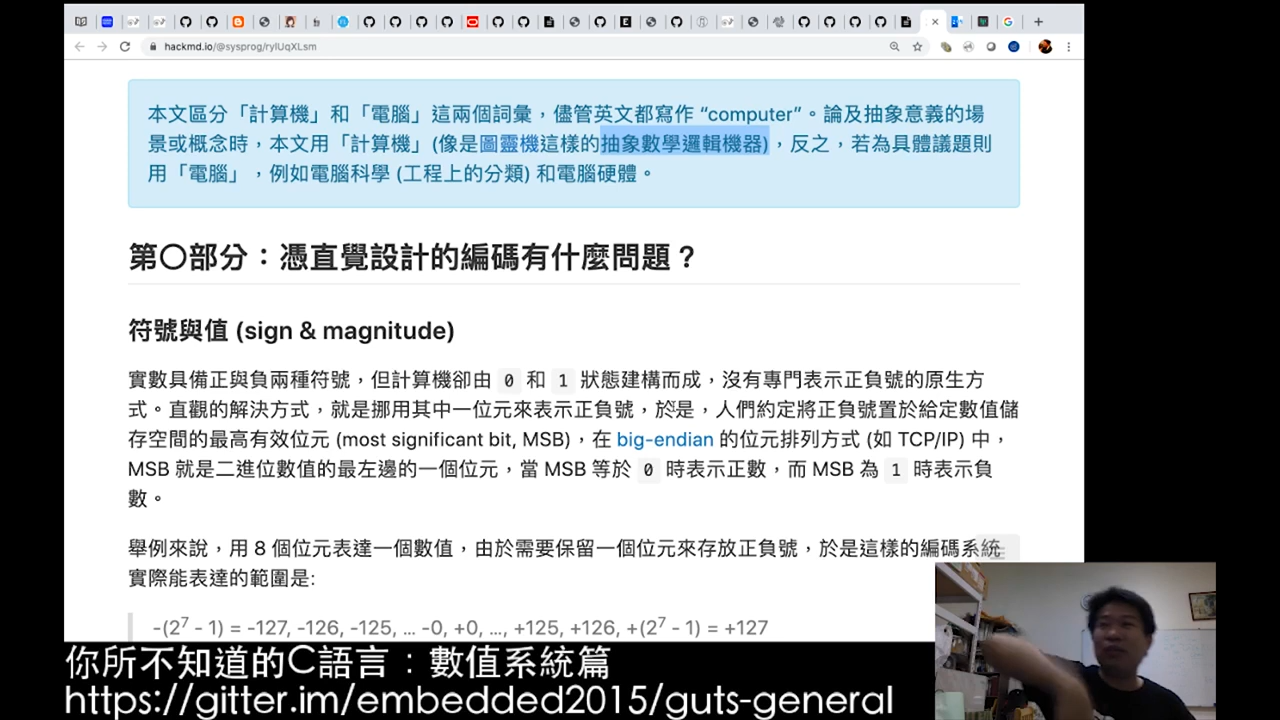 hackmd.io/@sysprog/rylUqXLsm
本文區分「計算機」和「電腦」這兩個詞彙，儘管英文都寫作 “computer”。論及抽象意義的場
景或概念時，本文用「計算機」(像是圖靈機這樣的抽象數學邏輯機器)，反之，若為具體議題則
用「電腦」，例如電腦科學 (工程上的分類) 和電腦硬體。
第〇部分：憑直覺設計的編碼有什麼問題？
符號與值 (sign & magnitude)
實數具備正與負兩種符號，但計算機卻由 0 和 1 狀態建構而成，沒有專門表示正負號的原生方
式。直觀的解決方式，就是挪用其中一位元來表示正負號，於是，人們約定將正負號置於給定數值儲
存空間的最高有效位元 (most significant bit, MSB)，在 big-endian 的位元排列方式 (如 TCP/IP) 中，
MSB 就是二進位數值的最左邊的一個位元，當 MSB 等於 0 時表示正數，而 MSB 為 1 時表示負
數。
舉例來說，用 8 個位元表達一個數值，由於需要保留一個位元來存放正負號，於是這樣的編碼系統
實際能表達的範圍是:
-(2⁷ - 1) = -127, -126, -125, … -0, +0, …, +125, +126, +(2⁷ - 1) = +127
你所不知道的C語言：數值系統篇
https://gitter.im/embedded2015/guts-general